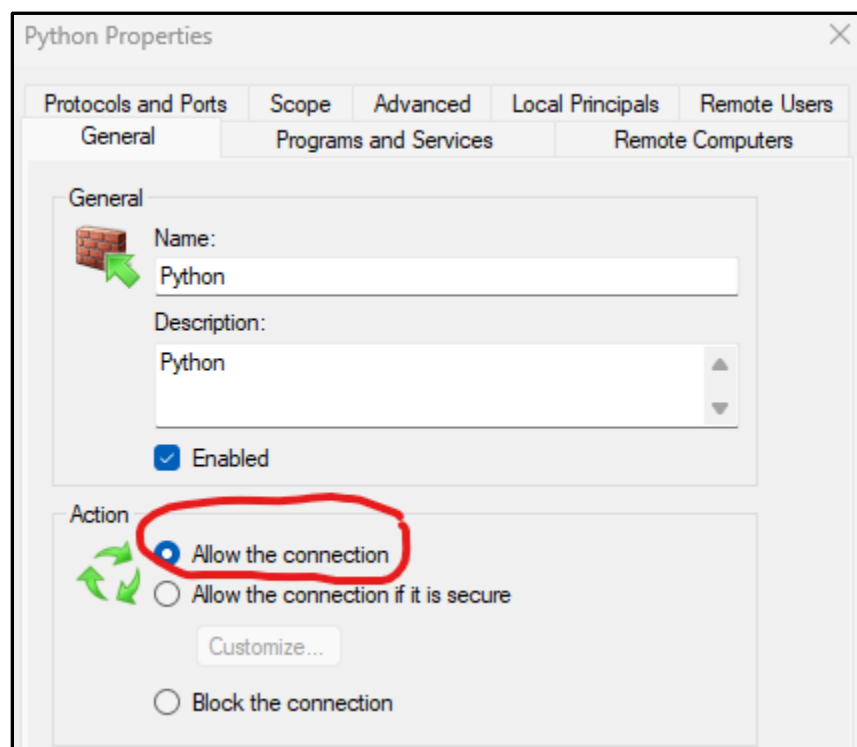 Python Properties
Protocols and Ports Scope Advanced Local Principals Remote Users
General Programs and Services Remote Computers
General
Name:
Python
Description:
Python
Enabled
Action
Allow the connection
Allow the connection if it is secure
Customize...
Block the connection